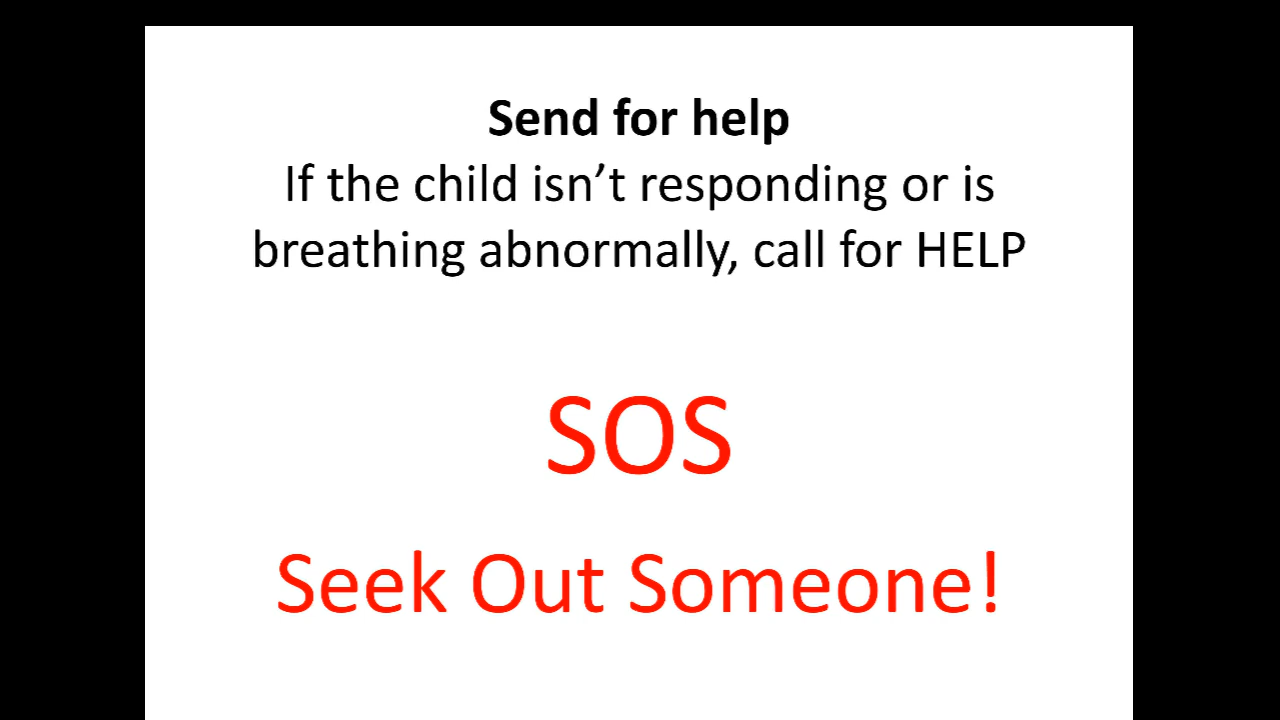 Send for help
If the child isn’t responding or is
breathing abnormally, call for HELP
SOS
Seek Out Someone!